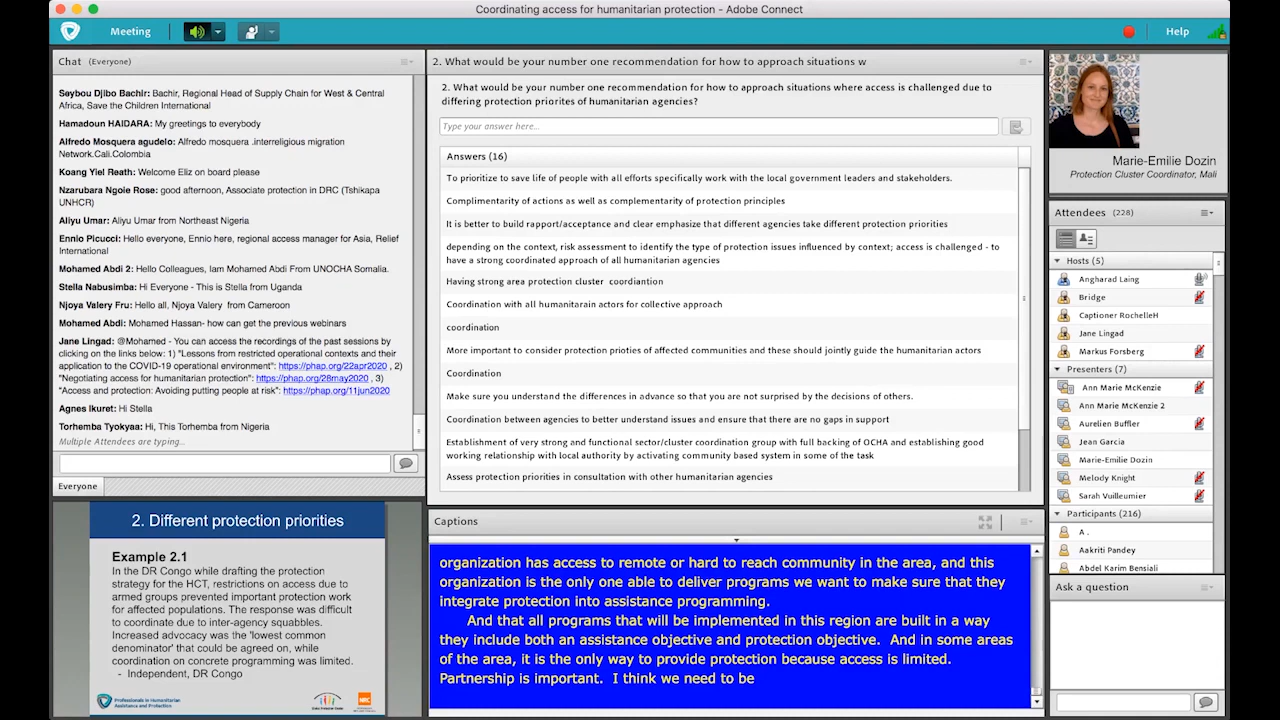 Coordinating access for humanitarian protection - Adobe Connect
Meeting
Help
Chat (Everyone)
Seybou Djibo Bachir: Bachir, Regional Head of Supply Chain for West & Central
Africa, Save the Children International
Hamadoun HAIDARA: My greetings to everybody
Alfredo Mosquera agudelo: Alfredo mosquera .interreligious migration
Network.Cali.Colombia
Koang Yiel Reath: Welcome Eliz on board please
Nzarubara Ngoie Rose: good afternoon, Associate protection in DRC (Tshikapa
UNHCR)
Aliyu Umar: Aliyu Umar from Northeast Nigeria
Ennio Picucci: Hello everyone, Ennio here, regional access manager for Asia, Relief
International
Mohamed Abdi 2: Hello Colleagues, Iam Mohamed Abdi From UNOCHA Somalia.
Stella Nabusimba: Hi Everyone - This is Stella from Uganda
Njoya Valery Fru: Hello all, Njoya Valery  from Cameroon
Mohamed Abdi: Mohamed Hassan- how can get the previous webinars
Jane Lingad: @Mohamed - You can access the recordings of the past sessions by
clicking on the links below: 1) "Lessons from restricted operational contexts and their
application to the COVID-19 operational environment": https://phap.org/22apr2020 , 2)
"Negotiating access for humanitarian protection": https://phap.org/28may2020 , 3)
"Access and protection: Avoiding putting people at risk": https://phap.org/11jun2020
Agnes Ikuret: Hi Stella
Torhemba Tyokyaa: Hi, This Torhemba from Nigeria
Multiple Attendees are typing...
Everyone
2. Different protection priorities
Example 2.1
In the DR Congo while drafting the protection
strategy for the HCT, restrictions on access due to
armed groups prevented important protection work
for affected populations. The response was difficult
to coordinate due to inter-agency squabbles.
Increased advocacy was the 'lowest common
denominator' that could be agreed on, while
coordination on concrete programming was limited.
- Independent, DR Congo
Professionals in Humanitarian
Assistance and Protection
NRC
2. What would be your number one recommendation for how to approach situations w
2. What would be your number one recommendation for how to approach situations where access is challenged due to
differing protection priorites of humanitarian agencies?
Type your answer here...
Answers (16)
To prioritize to save life of people with all efforts specifically work with the local government leaders and stakeholders.
Complimentarity of actions as well as complementarity of protection principles
It is better to build rapport/acceptance and clear emphasize that different agencies take different protection priorities
depending on the context, risk assessment to identify the type of protection issues influenced by context; access is challenged - to
have a strong coordinated approach of all humanitarian agencies
Having strong area protection cluster  coordiantion
Coordination with all humanitarain actors for collective approach
coordination
More important to consider protection prioties of affected communities and these should jointly guide the humanitarian actors
Coordination
Make sure you understand the differences in advance so that you are not surprised by the decisions of others.
Coordination between agencies to better understand issues and ensure that there are no gaps in support
Establishment of very strong and functional sector/cluster coordination group with full backing of OCHA and establishing good
working relationship with local authority by activating community based system in some of the task
Assess protection priorities in consultation with other humanitarian agencies
Captions
organization has access to remote or hard to reach community in the area, and this
organization is the only one able to deliver programs we want to make sure that they
integrate protection into assistance programming.
And that all programs that will be implemented in this region are built in a way
they include both an assistance objective and protection objective.  And in some areas
of the area, it is the only way to provide protection because access is limited.
Partnership is important.  I think we need to be
Marie-Emilie Dozin
Protection Cluster Coordinator, Mali
Attendees (228)
Hosts (5)
Angharad Laing
Bridge
Captioner RochelleH
Jane Lingad
Markus Forsberg
Presenters (7)
Ann Marie McKenzie
Ann Marie McKenzie 2
Aurelien Buffler
Jean Garcia
Marie-Emilie Dozin
Melody Knight
Sarah Vuilleumier
Participants (216)
A .
Aakriti Pandey
Abdel Karim Bensiali
Ask a question